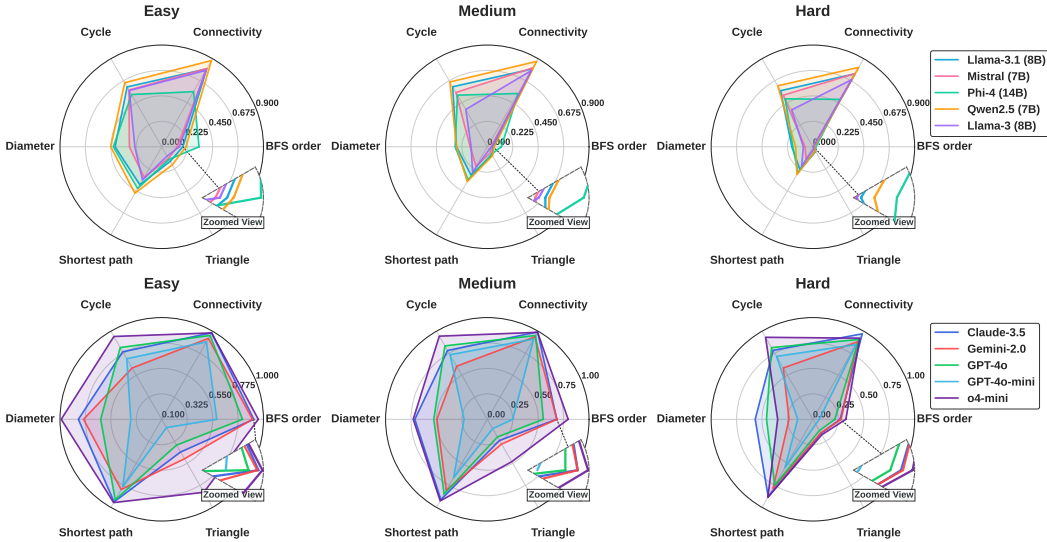 Easy
Medium
Hard
Cycle
Connectivity
Diameter
BFS order
Shortest path
Triangle
0.000
0.225
0.450
0.675
0.900
Zoomed View
Cycle
Connectivity
Diameter
BFS order
Shortest path
Triangle
0.000
0.225
0.450
0.675
0.900
Zoomed View
Cycle
Connectivity
Diameter
BFS order
Shortest path
Triangle
0.000
0.225
0.450
0.675
0.900
Zoomed View
Llama-3.1 (8B)
Mistral (7B)
Phi-4 (14B)
Qwen2.5 (7B)
Llama-3 (8B)
Easy
Medium
Hard
Cycle
Connectivity
Diameter
BFS order
Shortest path
Triangle
0.100
0.325
0.550
0.775
1.000
Zoomed View
Cycle
Connectivity
Diameter
BFS order
Shortest path
Triangle
0.00
0.25
0.50
0.75
1.00
Zoomed View
Cycle
Connectivity
Diameter
BFS order
Shortest path
Triangle
0.00
0.25
0.50
0.75
1.00
Zoomed View
Claude-3.5
Gemini-2.0
GPT-4o
GPT-4o-mini
o4-mini